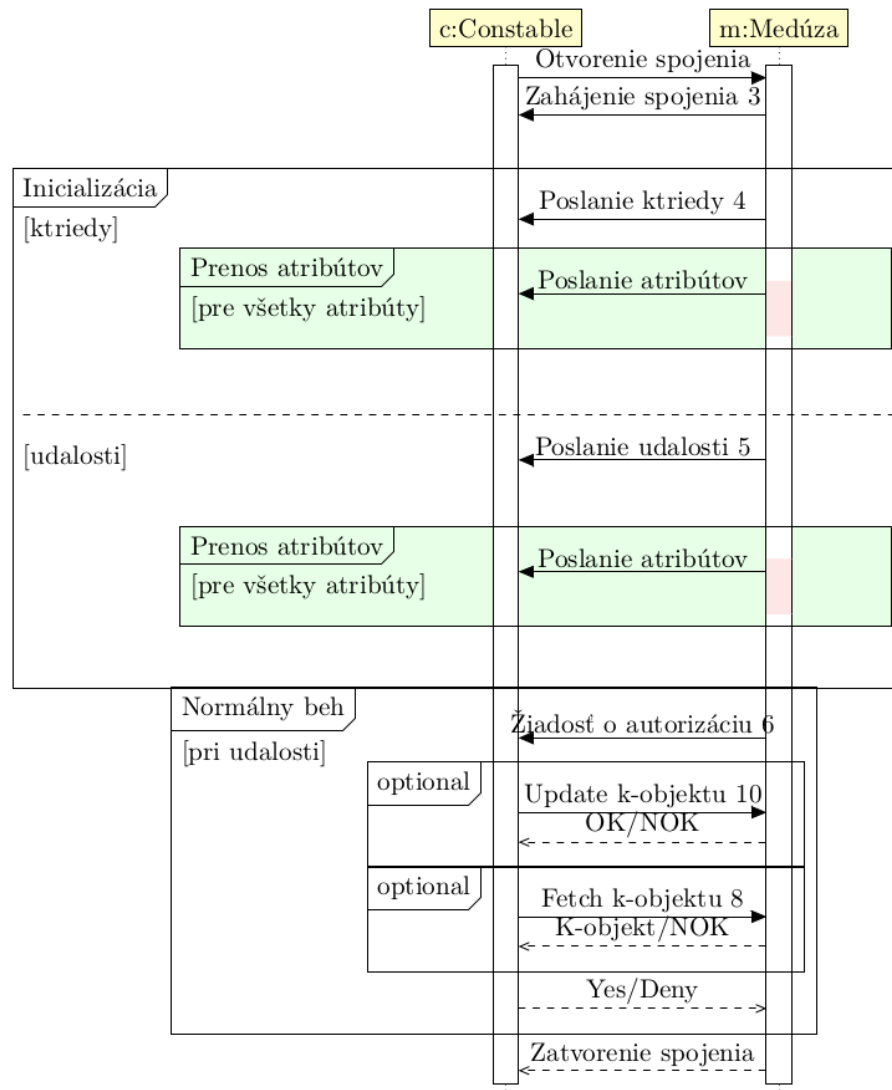 c:Constable
m:Medúza
Otvorenie spojenia
Zahájenie spojenia 3
Inicializácia
Poslanie ktriedy 4
[ktriedy]
Prenos atribútov
Poslanie atribútov
[pre všetky atribúty]
Poslanie udalosti 5
[udalosti]
Prenos atribútov
Poslanie atribútov
[pre všetky atribúty]
Normálny beh
Žiadosť o autorizáciu 6
[pri udalosti]
optional
Update k-objektu 10
OK/NOK
optional
Fetch k-objektu 8
K-objekt/NOK
Yes/Deny
Zatvorenie spojenia